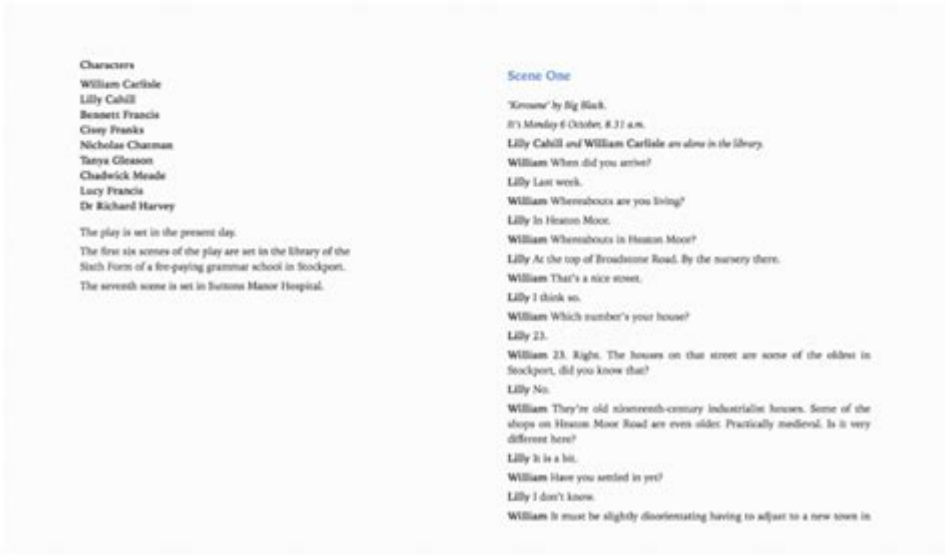 Characters
William Carlisle
Lilly Cahill
Bennett Francis
Cissy Franks
Nicholas Chatman
Tanya Gleason
Chadwick Meade
Lucy Francis
Dr Richard Harvey
The play is set in the present day.
The first six scenes of the play are set in the library of the
Sixth Form of a fee-paying grammar school in Stockport.
The seventh scene is set in Suttons Manor Hospital.
Scene One
'Kerosene' by Big Black.
It's Monday 6 October, 8.31 a.m.
Lilly Cahill and William Carlisle are alone in the library.
William When did you arrive?
Lilly Last week.
William Whereabouts are you living?
Lilly In Heaton Moor.
William Whereabouts in Heaton Moor?
Lilly At the top of Broadstone Road. By the nursery there.
William That's a nice street.
Lilly I think so.
William Which number's your house?
Lilly 23.
William 23. Right. The houses on that street are some of the oldest in
Stockport, did you know that?
Lilly No.
William They're old nineteenth-century industrialist houses. Some of the
shops on Heaton Moor Road are even older. Practically medieval. Is it very
different here?
Lilly It is a bit.
William Have you settled in yet?
Lilly I don't know.
William It must be slightly disorientating having to adjust to a new town in